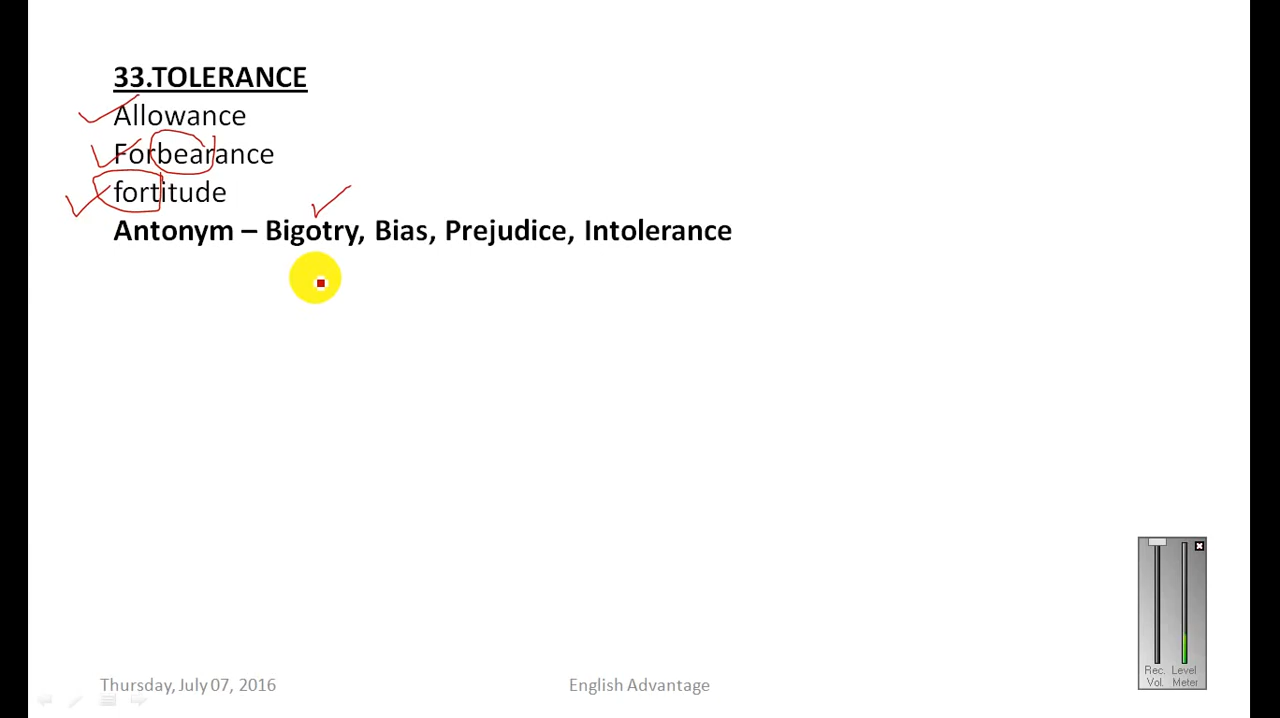 33.TOLERANCE
Allowance
Forbearance
fortitude
Antonym – Bigotry, Bias, Prejudice, Intolerance
Rec. Level
Vol. Meter
Thursday, July 07, 2016
English Advantage